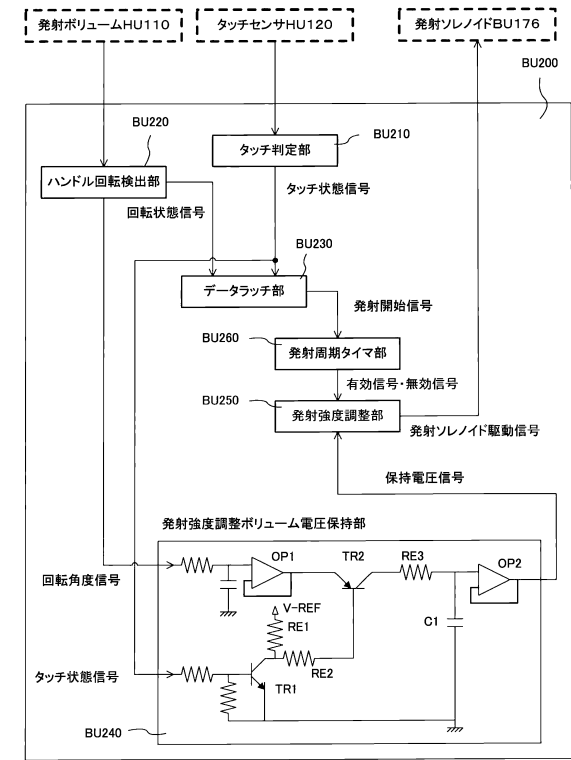 発射ボリュームHU110
タッチセンサHU120
発射ソレノイドBU176
BU200
BU220
BU210
タッチ判定部
ハンドル回転検出部
回転状態信号
タッチ状態信号
BU230
データラッチ部
発射開始信号
BU260
発射周期タイマ部
有効信号・無効信号
BU250
発射強度調整部
発射ソレノイド駆動信号
保持電圧信号
発射強度調整ボリューム電圧保持部
OP1
TR2
RE3
OP2
回転角度信号
V-REF
RE1
C1
RE2
タッチ状態信号
TR1
BU240